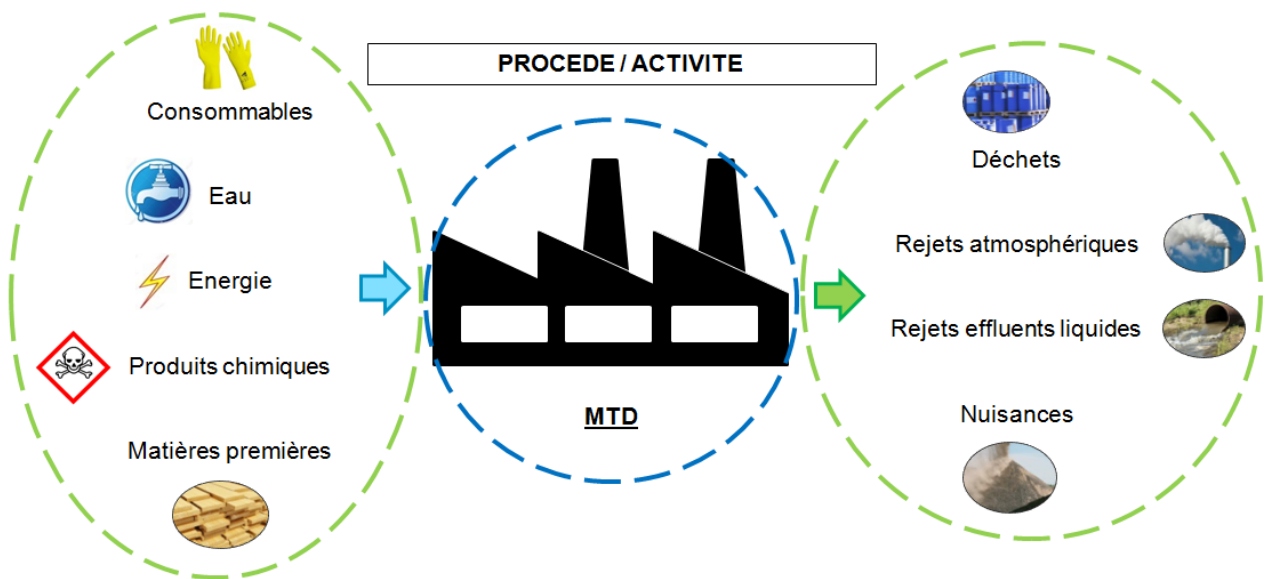 PROCEDE / ACTIVITE
Consommables
Eau
Energie
Produits chimiques
Matières premières
MTD
Déchets
Rejets atmosphériques
Rejets effluents liquides
Nuisances